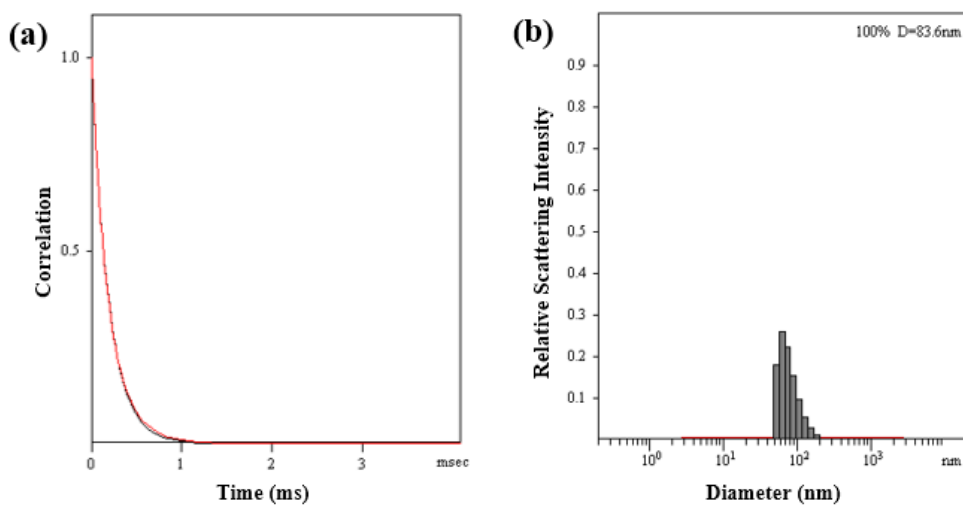 (a)
1.0
0.5
Correlation
0
1
2
3
msec
Time (ms)
(b)
100% D=83.6nm
0.9
0.8
0.7
0.6
0.5
0.4
0.3
0.2
0.1
Relative Scattering Intensity
10⁰
10¹
10²
10³
nm
Diameter (nm)